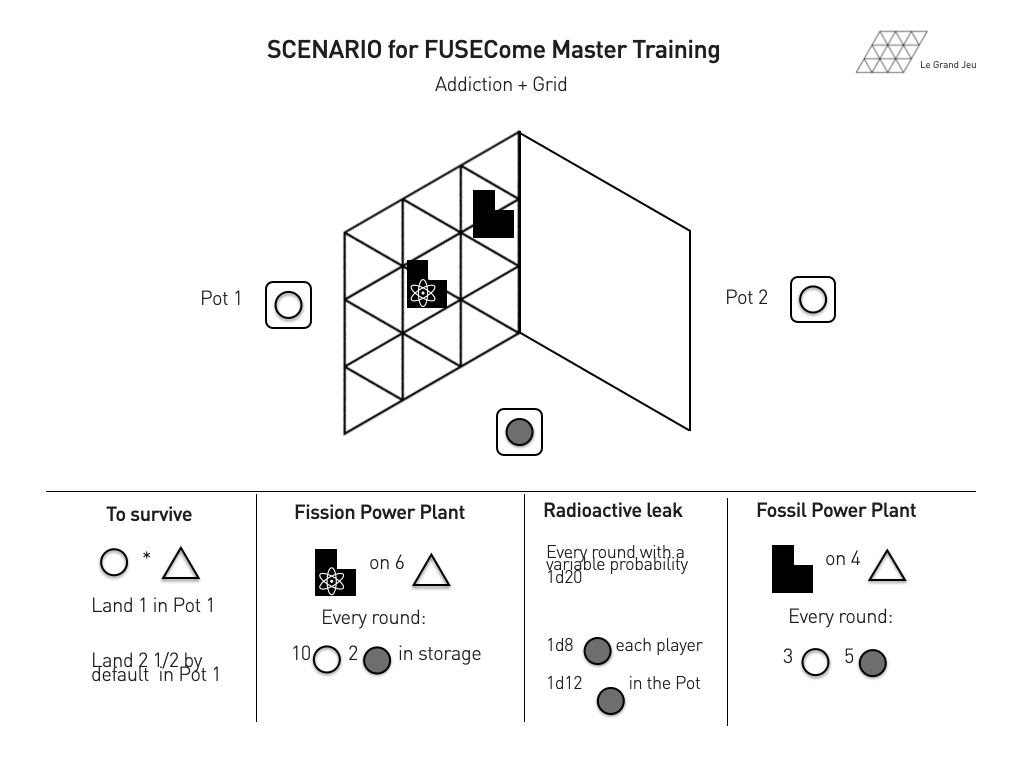 SCENARIO for FUSECome Master Training
Le Grand Jeu
Addiction + Grid
Pot 1
Pot 2
To survive
*
Land 1 in Pot 1
Land 2 1/2 by
default in Pot 1
Fission Power Plant
on 6
Every round:
10 2 in storage
Radioactive leak
Every round with a
variable probability
1d20
1d8 each player
1d12 in the Pot
Fossil Power Plant
on 4
Every round:
3 5